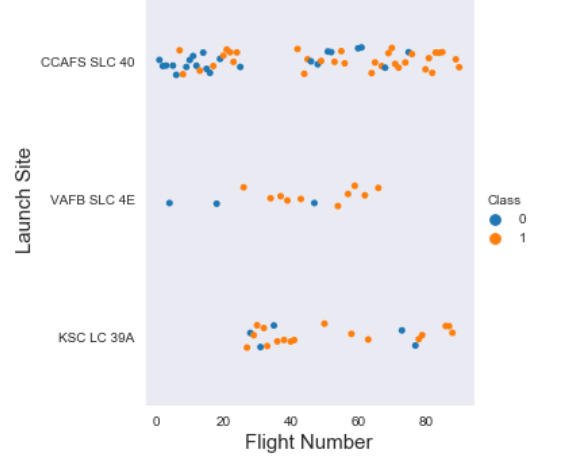 CCAFS SLC 40
VAFB SLC 4E
KSC LC 39A
Launch Site
0 20 40 60 80
Flight Number
Class
0
1